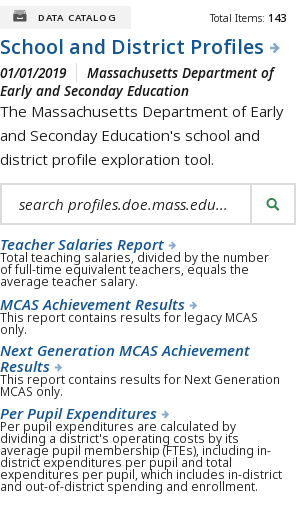 DATA CATALOG Total Items: 143
School and District Profiles
01/01/2019 Massachusetts Department of
Early and Seconday Education
The Massachusetts Department of Early
and Seconday Education's school and
district profile exploration tool.
search profiles.doe.mass.edu...
Teacher Salaries Report
Total teaching salaries, divided by the number
of full-time equivalent teachers, equals the
average teacher salary.
MCAS Achievement Results
This report contains results for legacy MCAS
only.
Next Generation MCAS Achievement
Results
This report contains results for Next Generation
MCAS only.
Per Pupil Expenditures
Per pupil expenditures are calculated by
dividing a district's operating costs by its
average pupil membership (FTEs), including in-
district expenditures per pupil and total
expenditures per pupil, which includes in-district
and out-of-district spending and enrollment.